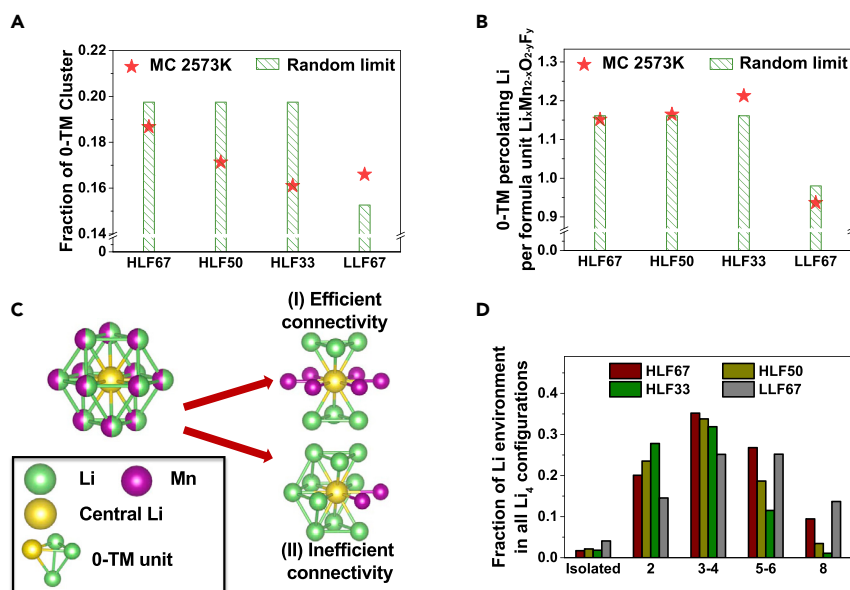 A
Fraction of 0-TM Cluster
0.22
0.20
0.18
0.16
0.14
0
MC 2573K
Random limit
HLF67
HLF50
HLF33
LLF67
B
0-TM percolating Li
per formula unit LixMn2-xO2-yFy
1.3
1.2
1.1
1.0
0.9
0.0
MC 2573K
Random limit
HLF67
HLF50
HLF33
LLF67
C
(I) Efficient
connectivity
(II) Inefficient
connectivity
Li
Mn
Central Li
0-TM unit
D
Fraction of Li environment
in all Li4 configurations
0.4
0.3
0.2
0.1
0.0
HLF67
HLF50
HLF33
LLF67
Isolated
2
3-4
5-6
8